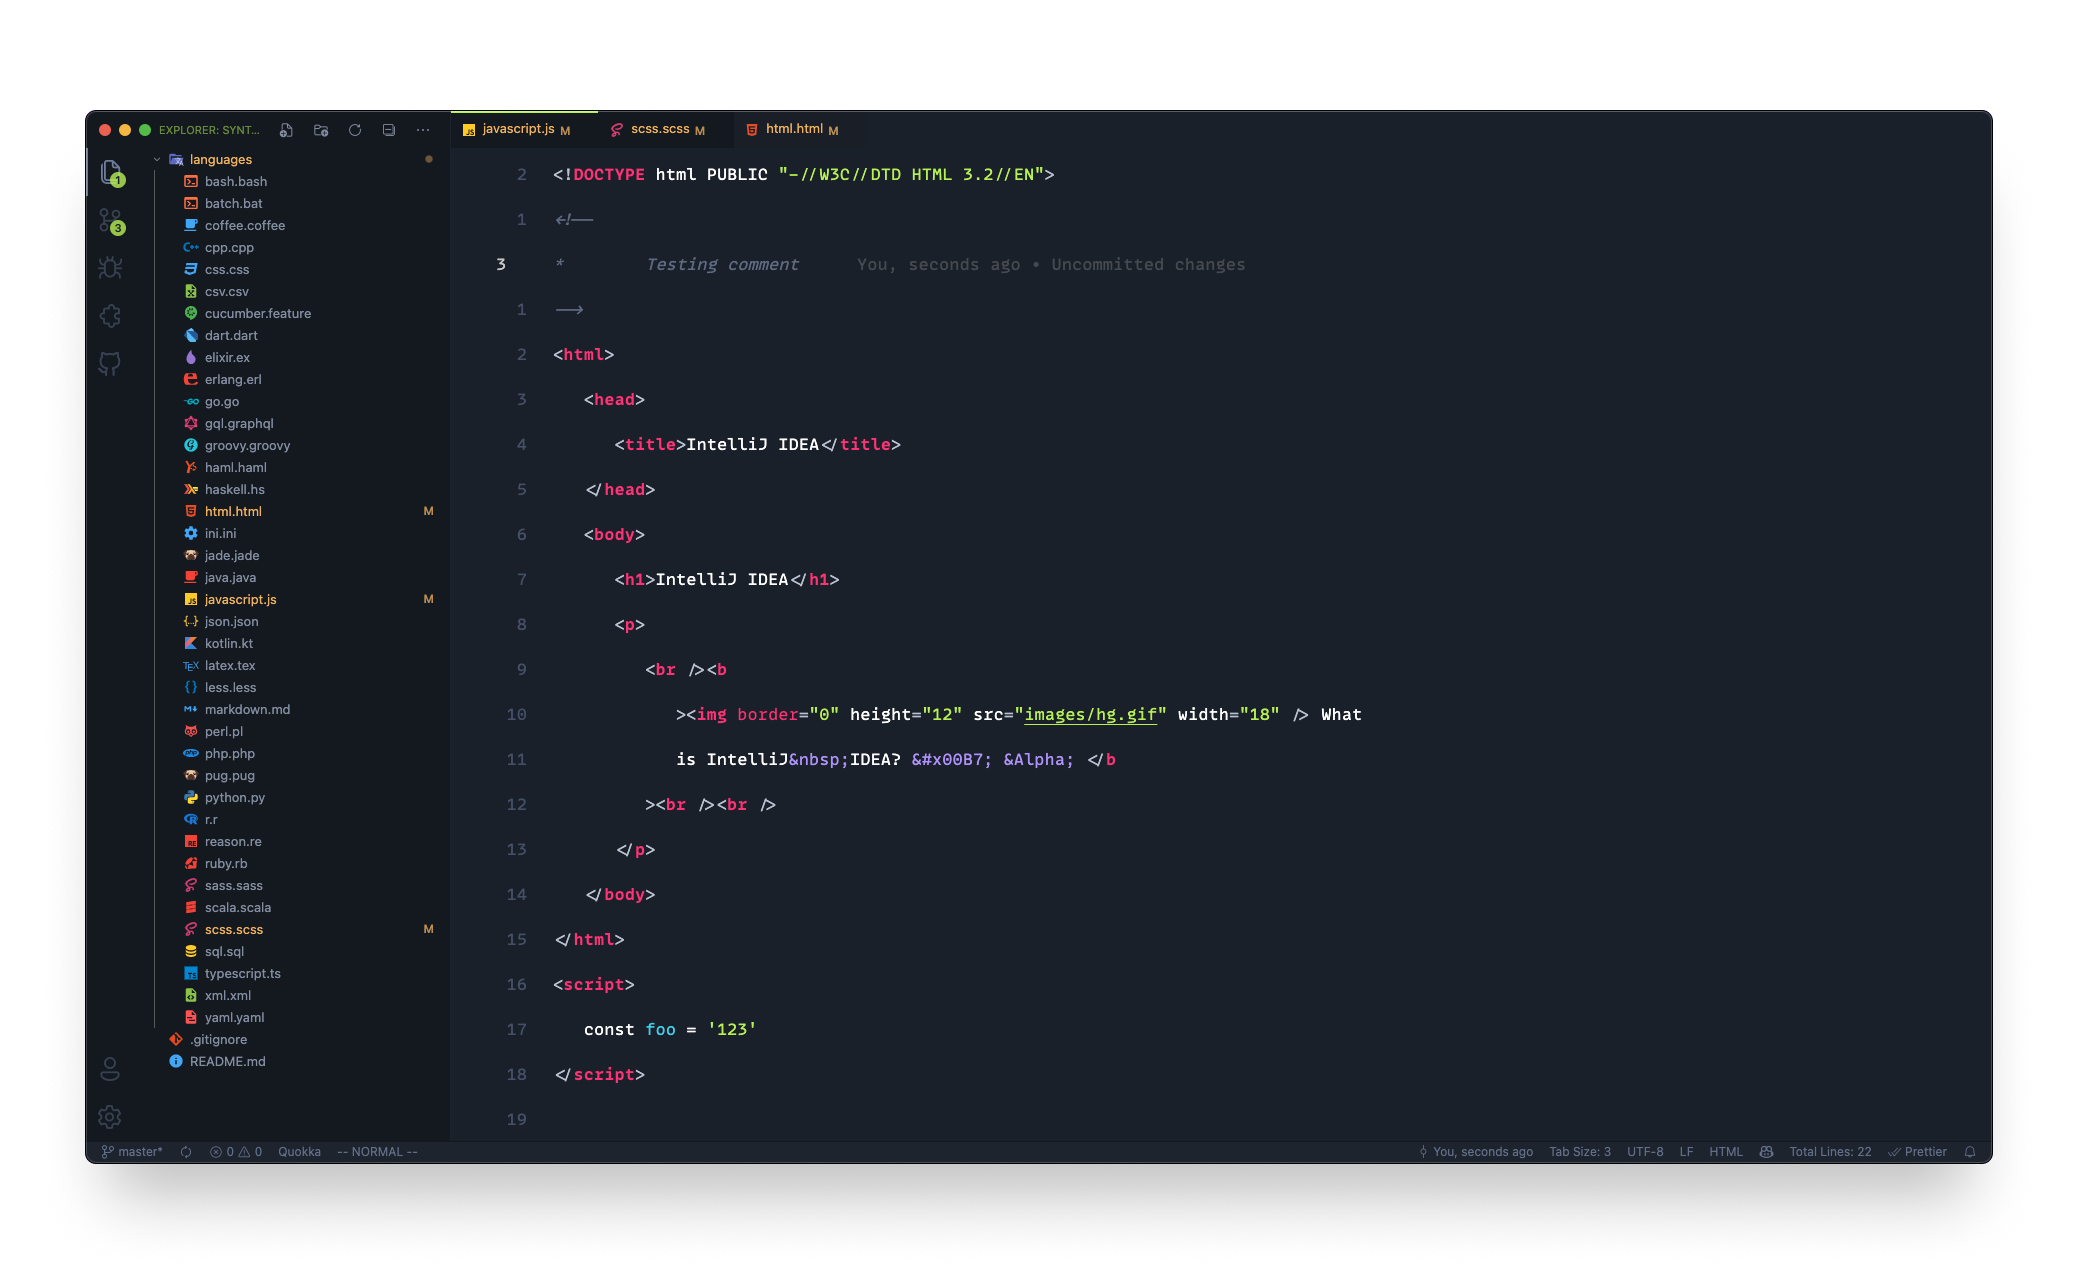 EXPLORER: SYNT...
languages
bash.bash
batch.bat
coffee.coffee
cpp.cpp
css.css
csv.csv
cucumber.feature
dart.dart
elixir.ex
erlang.erl
go.go
gql.graphql
groovy.groovy
haml.haml
haskell.hs
html.html M
ini.ini
jade.jade
java.java
javascript.js M
json.json
kotlin.kt
latex.tex
less.less
markdown.md
perl.pl
php.php
pug.pug
python.py
r.r
reason.re
ruby.rb
sass.sass
scala.scala
scss.scss M
sql.sql
typescript.ts
xml.xml
yaml.yaml
.gitignore
README.md
1
3
javascript.js M scss.scss M html.html M
2 <!DOCTYPE html PUBLIC "-//W3C//DTD HTML 3.2//EN">
1 <!--
3 * Testing comment You, seconds ago • Uncommitted changes
1 -->
2 <html>
3 <head>
4 <title>IntelliJ IDEA</title>
5 </head>
6 <body>
7 <h1>IntelliJ IDEA</h1>
8 <p>
9 <br /><b
10 ><img border="0" height="12" src="images/hg.gif" width="18" /> What
11 is IntelliJ&nbsp;IDEA? &#x00B7; &Alpha; </b
12 ><br /><br />
13 </p>
14 </body>
15 </html>
16 <script>
17 const foo = '123'
18 </script>
19
master* 0 0 Quokka -- NORMAL -- You, seconds ago Tab Size: 3 UTF-8 LF HTML Total Lines: 22 Prettier